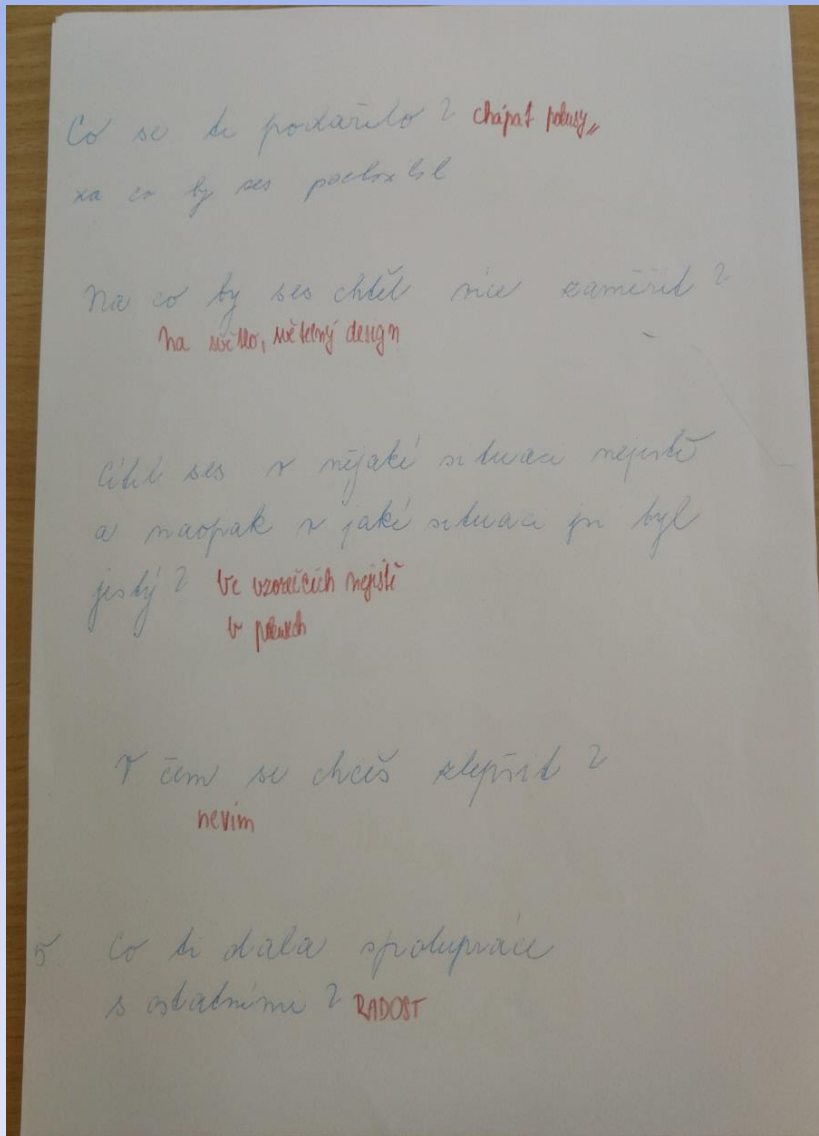 Co se ti podařilo? chápat pokusy,,
za co by ses pochválil
Na co by ses chtěl více zaměřit?
Na světlo, světelný design
Cítil ses v nějaké situaci nejistě
a naopak v jaké situaci jsi byl
jistý? Ve vzorečcích nejistě
v pokusech
V čem se chceš zlepšit?
nevím
5 Co ti dala spolupráce
s ostatními? RADOST